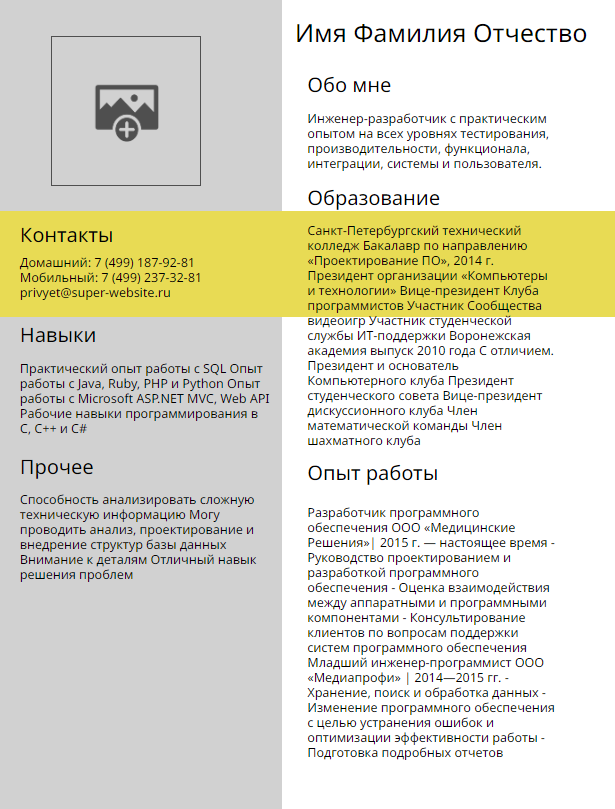 Имя Фамилия Отчество
Контакты
Домашний: 7 (499) 187-92-81
Мобильный: 7 (499) 237-32-81
privyet@super-website.ru
Навыки
Практический опыт работы с SQL Опыт
работы с Java, Ruby, PHP и Python Опыт
работы с Microsoft ASP.NET MVC, Web API
Рабочие навыки программирования в
C, C++ и C#
Прочее
Способность анализировать сложную
техническую информацию Могу
проводить анализ, проектирование и
внедрение структур базы данных
Внимание к деталям Отличный навык
решения проблем
Обо мне
Инженер-разработчик с практическим
опытом на всех уровнях тестирования,
производительности, функционала,
интеграции, системы и пользователя.
Образование
Санкт-Петербургский технический
колледж Бакалавр по направлению
«Проектирование ПО», 2014 г.
Президент организации «Компьютеры
и технологии» Вице-президент Клуба
программистов Участник Сообщества
видеоигр Участник студенческой
службы ИТ-поддержки Воронежская
академия выпуск 2010 года С отличием.
Президент и основатель
Компьютерного клуба Президент
студенческого совета Вице-президент
дискуссионного клуба Член
математической команды Член
шахматного клуба
Опыт работы
Разработчик программного
обеспечения ООО «Медицинские
Решения»| 2015 г. — настоящее время -
Руководство проектированием и
разработкой программного
обеспечения - Оценка взаимодействия
между аппаратными и программными
компонентами - Консультирование
клиентов по вопросам поддержки
систем программного обеспечения
Младший инженер-программист ООО
«Медиапрофи» | 2014—2015 гг. -
Хранение, поиск и обработка данных -
Изменение программного обеспечения
с целью устранения ошибок и
оптимизации эффективности работы -
Подготовка подробных отчетов